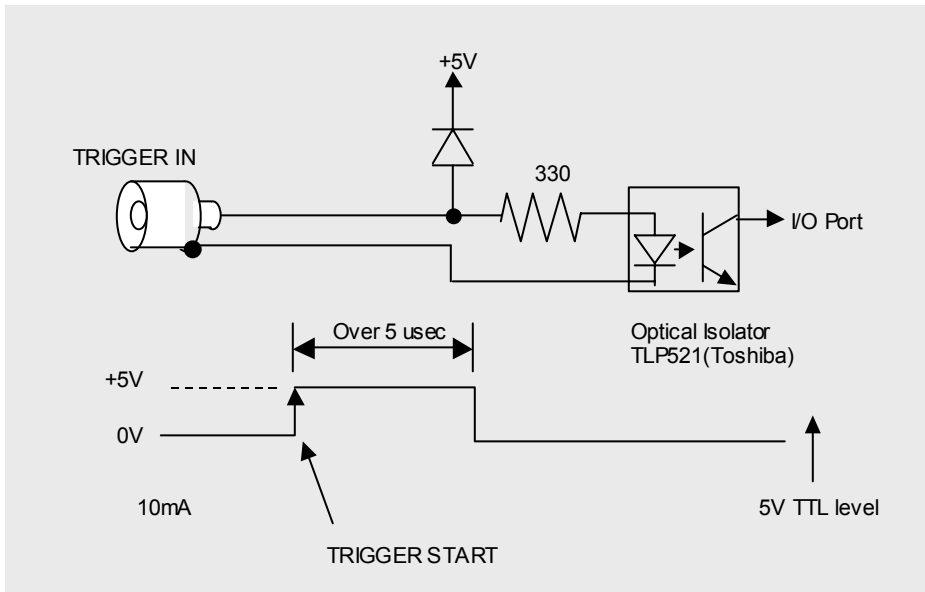 +5V
TRIGGER IN
330
I/O Port
Over 5 usec
Optical Isolator
TLP521(Toshiba)
+5V
0V
10mA
5V TTL level
TRIGGER START